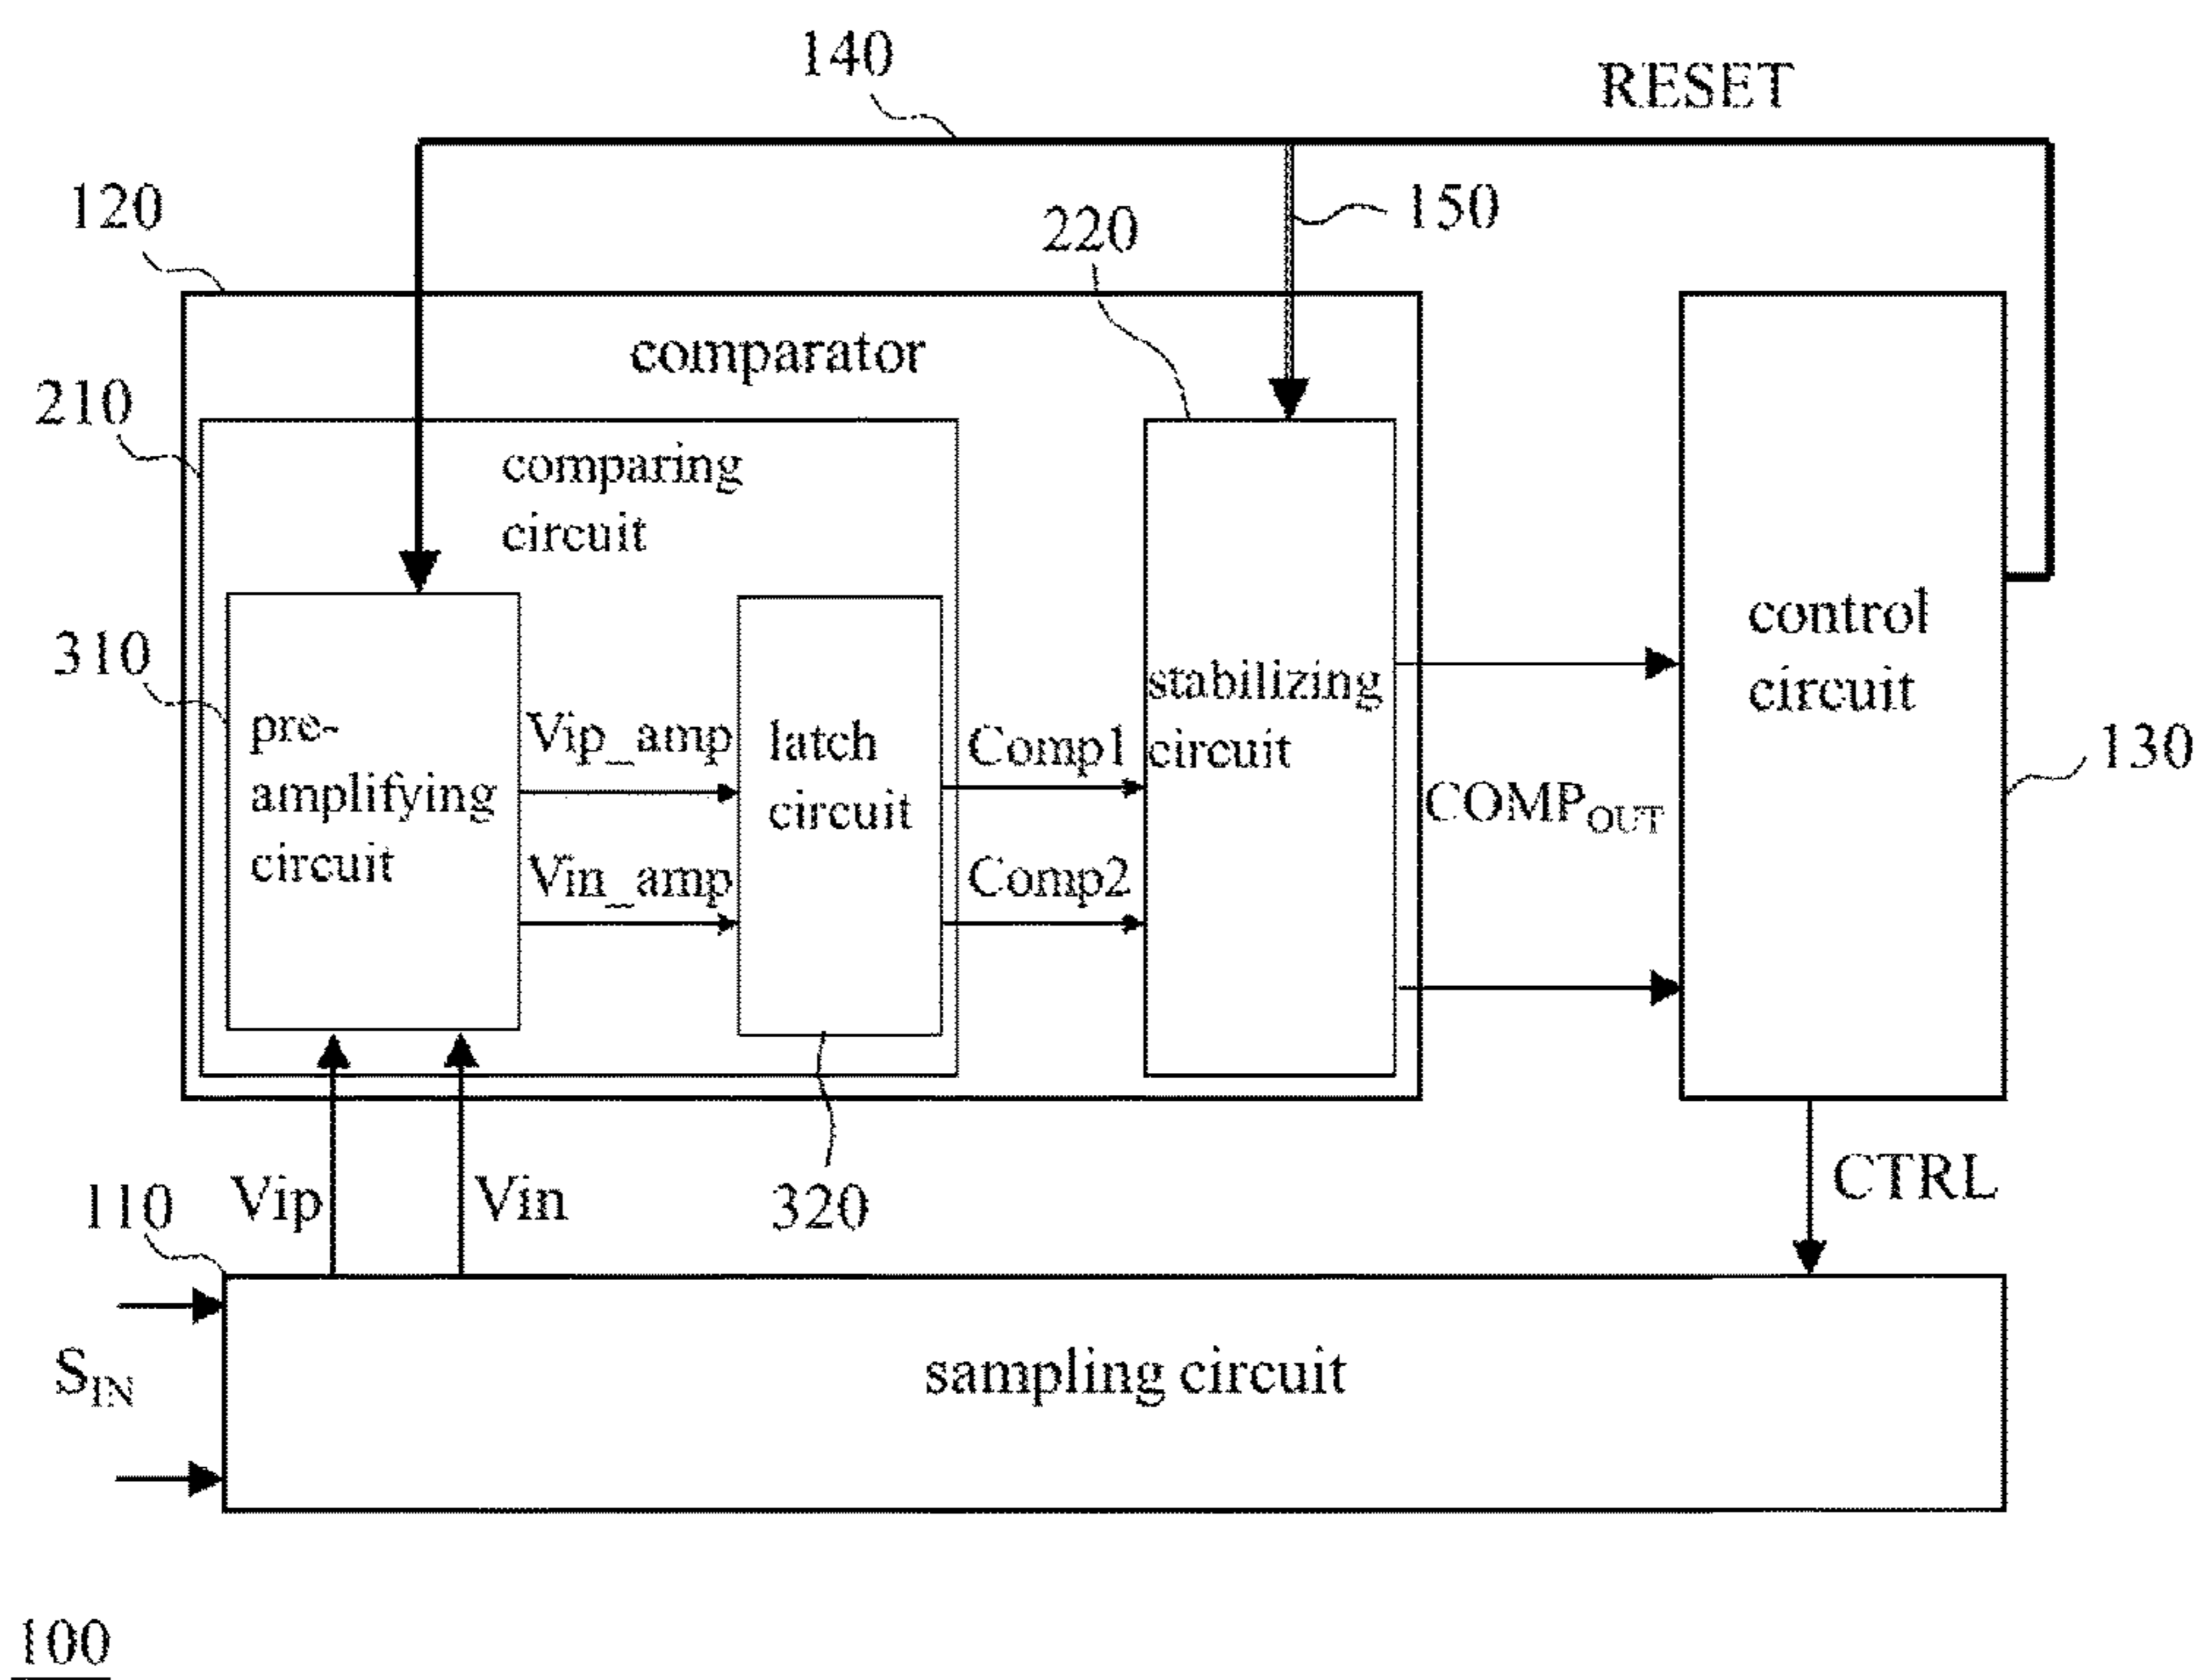 140
RESET
120
150
220
comparator
210
comparing
circuit
control
circuit
310
pre-
amplifying
circuit
Vip_amp
latch
circuit
Comp1
stabilizing
circuit
130
COMPOUT
Vin_amp
Comp2
110
Vip
Vin
320
CTRL
SIN
sampling circuit
100